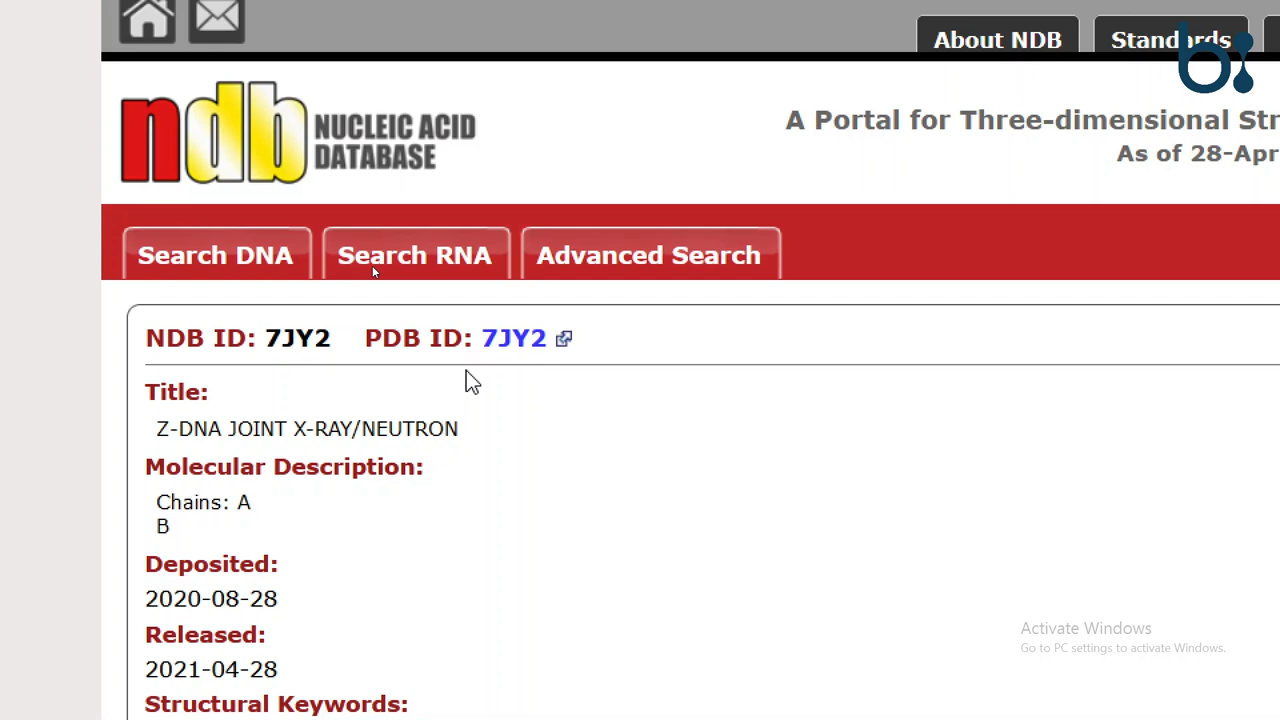 About NDB Standards
b
ndb NUCLEIC ACID
DATABASE
A Portal for Three-dimensional Str
As of 28-Apr
Search DNA Search RNA Advanced Search
NDB ID: 7JY2 PDB ID: 7JY2
Title:
Z-DNA JOINT X-RAY/NEUTRON
Molecular Description:
Chains: A
B
Deposited:
2020-08-28
Released:
2021-04-28
Structural Keywords:
Activate Windows
Go to PC settings to activate Windows.